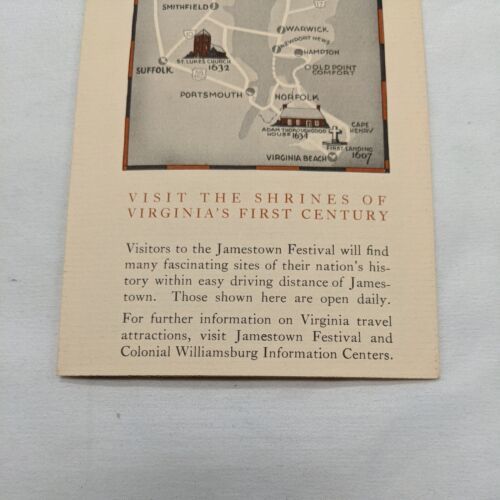 SMITHFIELD
WARWICK
NEWPORT NEWS
HAMPTON
ST. LUKES CHURCH
1632
OLD POINT
COMFORT
SUFFOLK
PORTSMOUTH
NORFOLK
CAPE
HENRY
ADAM THOROUGHGOOD
HOUSE 1634
FIRST LANDING
1607
VIRGINIA BEACH
VISIT THE SHRINES OF
VIRGINIA'S FIRST CENTURY
Visitors to the Jamestown Festival will find
many fascinating sites of their nation's his-
tory within easy driving distance of James-
town. Those shown here are open daily.
For further information on Virginia travel
attractions, visit Jamestown Festival and
Colonial Williamsburg Information Centers.